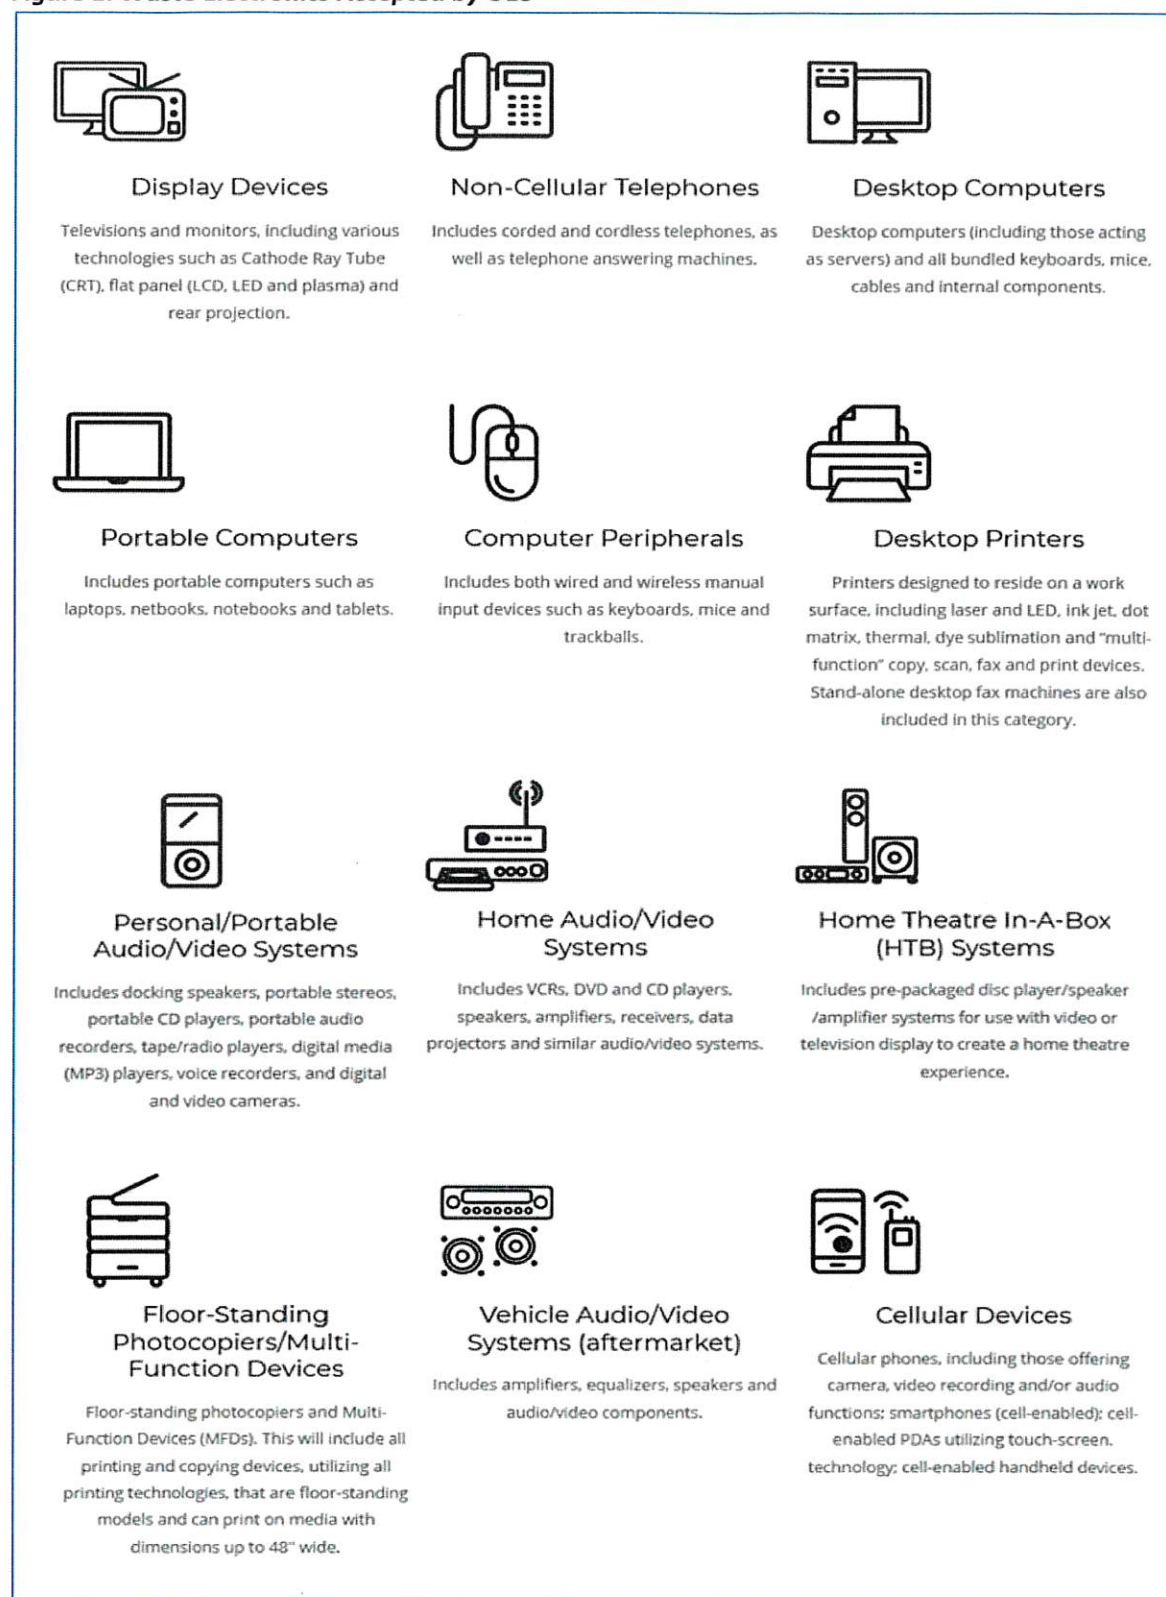 Display Devices
Televisions and monitors, including various
technologies such as Cathode Ray Tube
(CRT), flat panel (LCD, LED and plasma) and
rear projection.
Non-Cellular Telephones
Includes corded and cordless telephones, as
well as telephone answering machines.
Desktop Computers
Desktop computers (including those acting
as servers) and all bundled keyboards, mice,
cables and internal components.
Portable Computers
Includes portable computers such as
laptops, netbooks, notebooks and tablets.
Computer Peripherals
Includes both wired and wireless manual
input devices such as keyboards, mice and
trackballs.
Desktop Printers
Printers designed to reside on a work
surface, including laser and LED, ink jet, dot
matrix, thermal, dye sublimation and "multi-
function" copy, scan, fax and print devices.
Stand-alone desktop fax machines are also
included in this category.
Personal/Portable
Audio/Video Systems
Includes docking speakers, portable stereos,
portable CD players, portable audio
recorders, tape/radio players, digital media
(MP3) players, voice recorders, and digital
and video cameras.
Home Audio/Video
Systems
Includes VCRs, DVD and CD players,
speakers, amplifiers, receivers, data
projectors and similar audio/video systems.
Home Theatre In-A-Box
(HTB) Systems
Includes pre-packaged disc player/speaker
/amplifier systems for use with video or
television display to create a home theatre
experience.
Floor-Standing
Photocopiers/Multi-
Function Devices
Floor-standing photocopiers and Multi-
Function Devices (MFDs). This will include all
printing and copying devices, utilizing all
printing technologies, that are floor-standing
models and can print on media with
dimensions up to 48" wide.
Vehicle Audio/Video
Systems (aftermarket)
Includes amplifiers, equalizers, speakers and
audio/video components.
Cellular Devices
Cellular phones, including those offering
camera, video recording and/or audio
functions; smartphones (cell-enabled); cell-
enabled PDAs utilizing touch-screen.
technology; cell-enabled handheld devices.